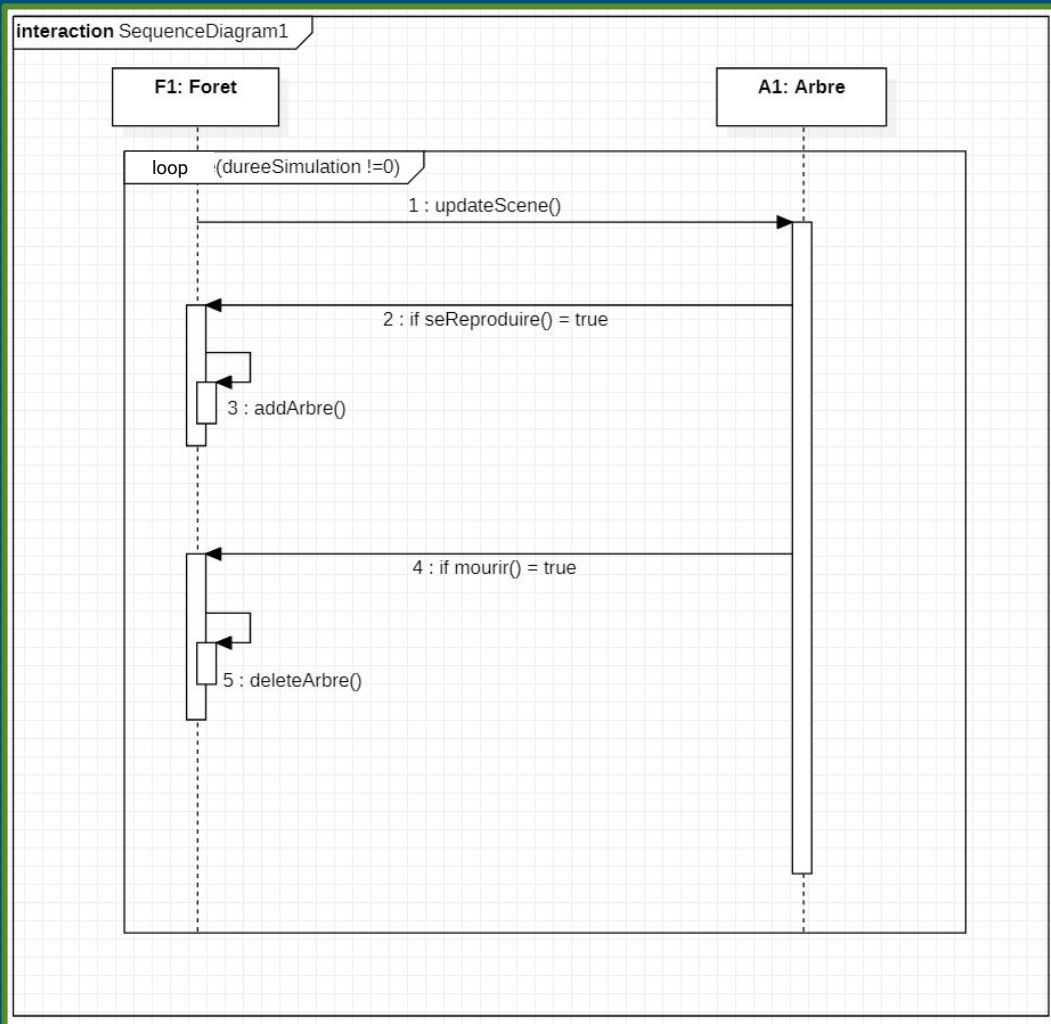 interaction SequenceDiagram1
F1: Foret
A1: Arbre
loop (dureeSimulation !=0)
1 : updateScene()
2 : if seReproduire() = true
3 : addArbre()
4 : if mourir() = true
5 : deleteArbre()